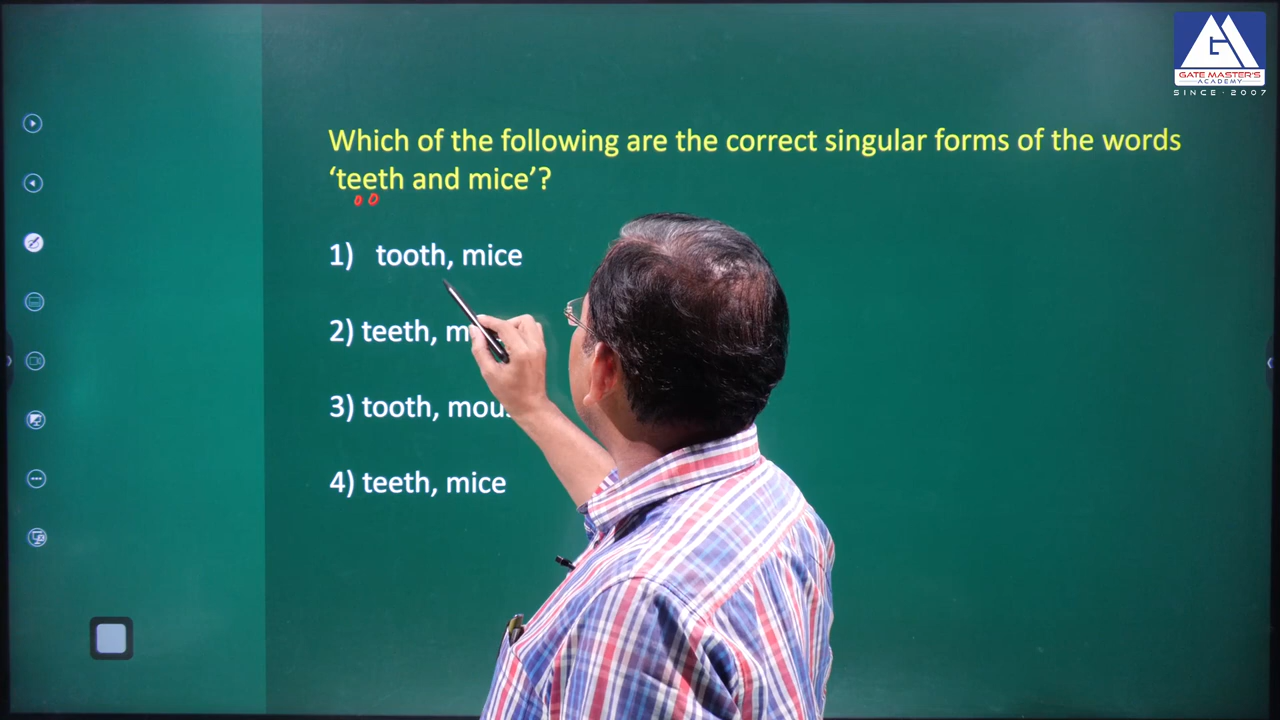 GATE MASTER'S
ACADEMY
SINCE · 2007
Which of the following are the correct singular forms of the words
‘teeth and mice’?
o o
1) tooth, mice
2) teeth,
3) tooth,
4) teeth, mice